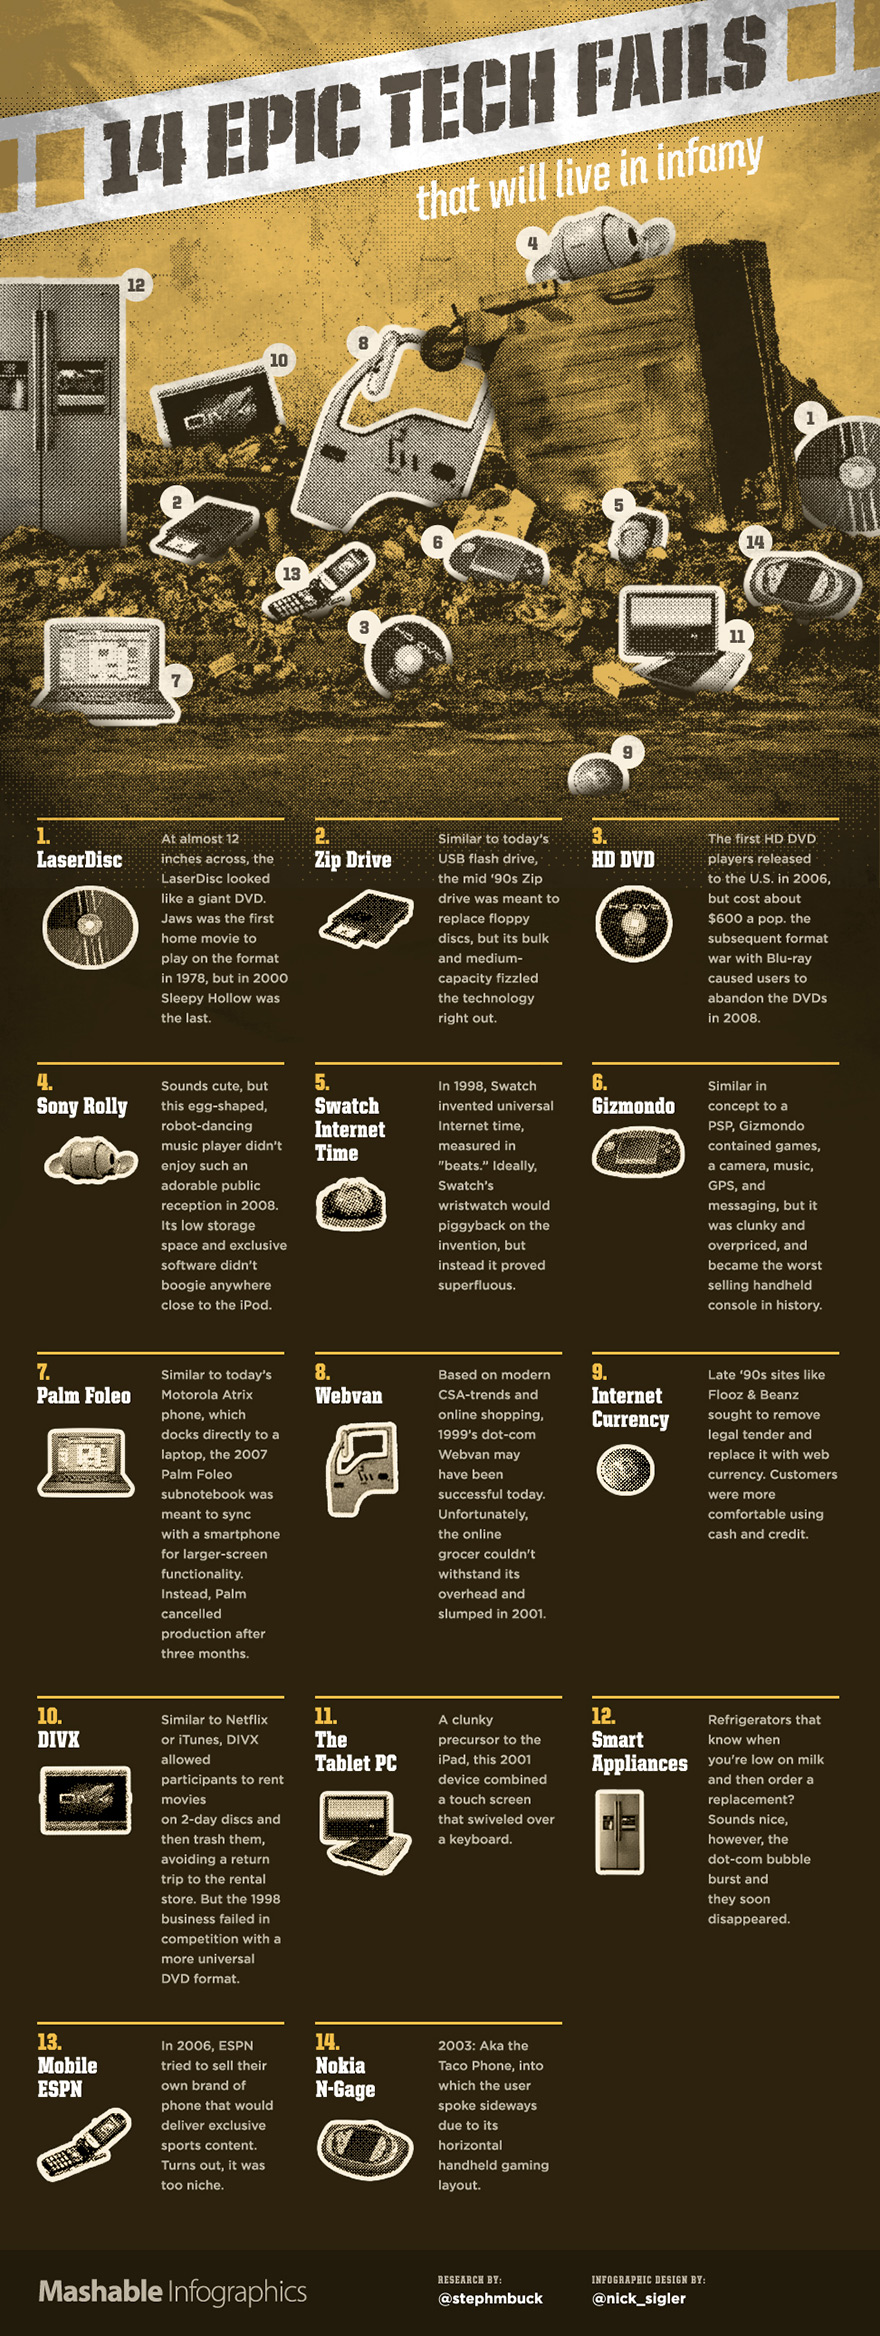 14 EPIC TECH FAILS
that will live in infamy
4
12
8
10
1
2
5
6
14
13
3
11
7
9
1.
LaserDisc
At almost 12
inches across, the
LaserDisc looked
like a giant DVD.
Jaws was the first
home movie to
play on the format
in 1978, but in 2000
Sleepy Hollow was
the last.
2.
Zip Drive
Similar to today's
USB flash drive,
the mid '90s Zip
drive was meant to
replace floppy
discs, but its bulk
and medium-
capacity fizzled
the technology
right out.
3.
HD DVD
The first HD DVD
players released
to the U.S. in 2006,
but cost about
$600 a pop. the
subsequent format
war with Blu-ray
caused users to
abandon the DVDs
in 2008.
4.
Sony Rolly
Sounds cute, but
this egg-shaped,
robot-dancing
music player didn't
enjoy such an
adorable public
reception in 2008.
Its low storage
space and exclusive
software didn't
boogie anywhere
close to the iPod.
5.
Swatch
Internet
Time
In 1998, Swatch
invented universal
Internet time,
measured in
"beats." Ideally,
Swatch's
wristwatch would
piggyback on the
invention, but
instead it proved
superfluous.
6.
Gizmondo
Similar in
concept to a
PSP, Gizmondo
contained games,
a camera, music,
GPS, and
messaging, but it
was clunky and
overpriced, and
became the worst
selling handheld
console in history.
7.
Palm Foleo
Similar to today's
Motorola Atrix
phone, which
docks directly to a
laptop, the 2007
Palm Foleo
subnotebook was
meant to sync
with a smartphone
for larger-screen
functionality.
Instead, Palm
cancelled
production after
three months.
8.
Webvan
Based on modern
CSA-trends and
online shopping,
1999's dot-com
Webvan may
have been
successful today.
Unfortunately,
the online
grocer couldn't
withstand its
overhead and
slumped in 2001.
9.
Internet
Currency
Late '90s sites like
Flooz & Beanz
sought to remove
legal tender and
replace it with web
currency. Customers
were more
comfortable using
cash and credit.
10.
DIVX
Similar to Netflix
or iTunes, DIVX
allowed
participants to rent
movies
on 2-day discs and
then trash them,
avoiding a return
trip to the rental
store. But the 1998
business failed in
competition with a
more universal
DVD format.
11.
The
Tablet PC
A clunky
precursor to the
iPad, this 2001
device combined
a touch screen
that swiveled over
a keyboard.
12.
Smart
Appliances
Refrigerators that
know when
you're low on milk
and then order a
replacement?
Sounds nice,
however, the
dot-com bubble
burst and
they soon
disappeared.
13.
Mobile
ESPN
In 2006, ESPN
tried to sell their
own brand of
phone that would
deliver exclusive
sports content.
Turns out, it was
too niche.
14.
Nokia
N-Gage
2003: Aka the
Taco Phone, into
which the user
spoke sideways
due to its
horizontal
handheld gaming
layout.
Mashable Infographics
RESEARCH BY:
@stephmbuck
INFOGRAPHIC DESIGN BY:
@nick_sigler